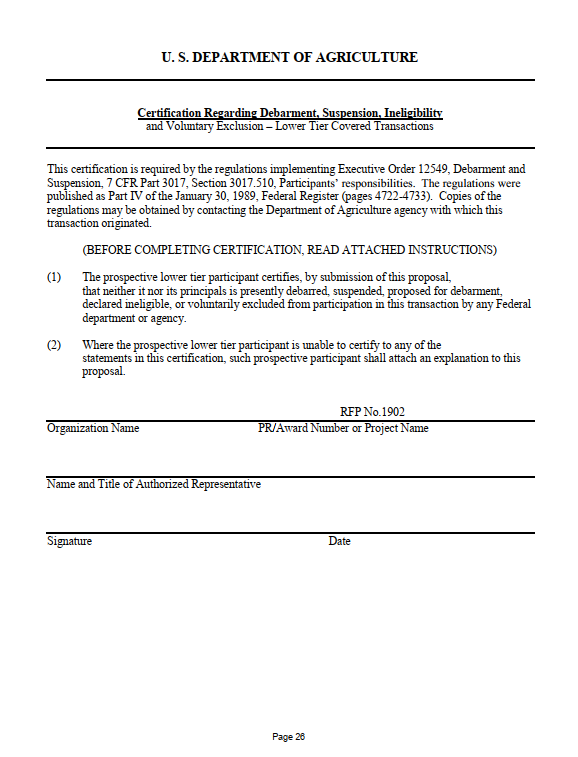 U. S. DEPARTMENT OF AGRICULTURE
Certification Regarding Debarment, Suspension, Ineligibility
and Voluntary Exclusion – Lower Tier Covered Transactions
This certification is required by the regulations implementing Executive Order 12549, Debarment and
Suspension, 7 CFR Part 3017, Section 3017.510, Participants' responsibilities. The regulations were
published as Part IV of the January 30, 1989, Federal Register (pages 4722-4733). Copies of the
regulations may be obtained by contacting the Department of Agriculture agency with which this
transaction originated.
(BEFORE COMPLETING CERTIFICATION, READ ATTACHED INSTRUCTIONS)
(1) The prospective lower tier participant certifies, by submission of this proposal,
that neither it nor its principals is presently debarred, suspended, proposed for debarment,
declared ineligible, or voluntarily excluded from participation in this transaction by any Federal
department or agency.
(2) Where the prospective lower tier participant is unable to certify to any of the
statements in this certification, such prospective participant shall attach an explanation to this
proposal.
RFP No.1902
Organization Name PR/Award Number or Project Name
Name and Title of Authorized Representative
Signature Date
Page 26